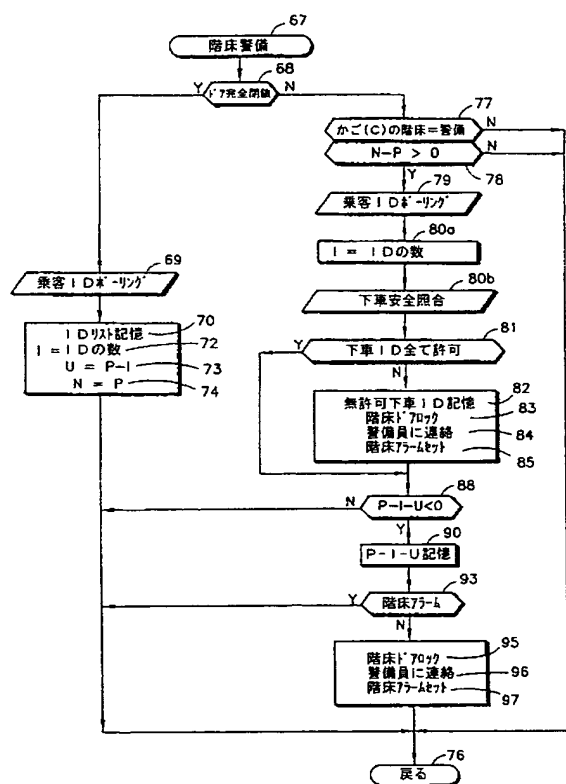 67
階床警備
68
Y ドア完全閉鎖 N
77
かご(C)の階床=警備 N
N-P > 0 N
78
Y
79
乗客IDポーリング
80a
I = IDの数
80b
下車安全照合
81
Y 下車ID全て許可
N
無許可下車ID記憶 82
階床ドアロック 83
警備員に連絡 84
階床アラームセット 85
69
乗客IDポーリング
IDリスト記憶 70
I=IDの数 72
U = P-I 73
N = P 74
88
N P-I-U<0
Y
90
P-I-U記憶
93
Y 階床アラーム
N
階床ドアロック 95
警備員に連絡 96
階床アラームセット 97
76
戻る